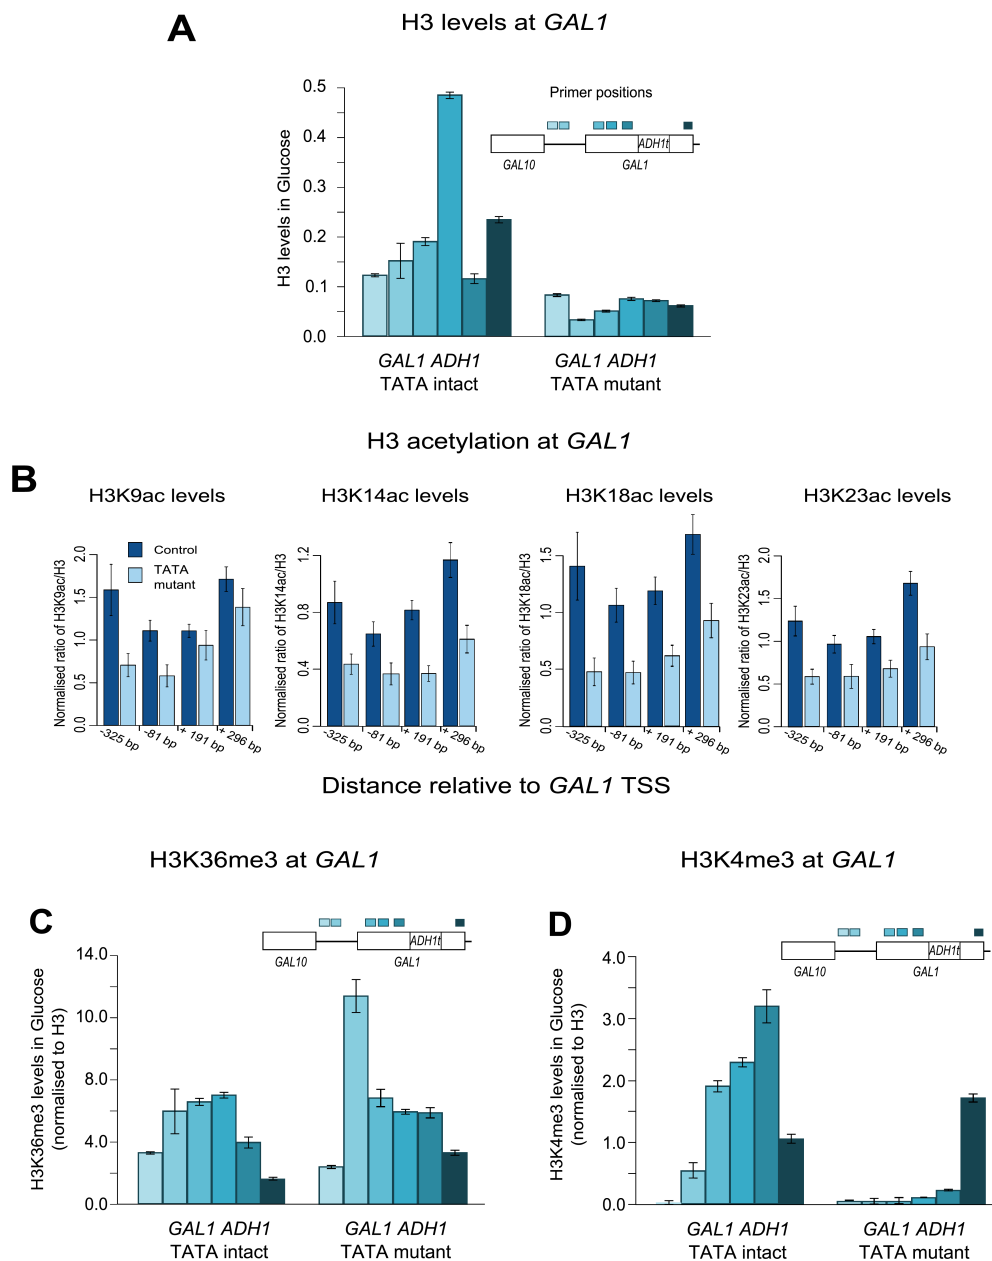 A
H3 levels at GAL1
H3 levels in Glucose
0.5
0.4
0.3
0.2
0.1
0.0
Primer positions
ADH1t
GAL10
GAL1
GAL1 ADH1
TATA intact
GAL1 ADH1
TATA mutant
H3 acetylation at GAL1
B
H3K9ac levels
Normalised ratio of H3K9ac/H3
2.0
1.5
1.0
0.5
0.0
Control
TATA
mutant
-325 bp
-81 bp
+ 191 bp
+ 296 bp
H3K14ac levels
Normalised ratio of H3K14ac/H3
1.2
0.8
0.4
0.0
-325 bp
-81 bp
+ 191 bp
+ 296 bp
H3K18ac levels
Normalised ratio of H3K18ac/H3
1.5
1.0
0.5
0.0
-325 bp
-81 bp
+ 191 bp
+ 296 bp
H3K23ac levels
Normalised ratio of H3K23ac/H3
2.0
1.5
1.0
0.5
0.0
-325 bp
-81 bp
+ 191 bp
+ 296 bp
Distance relative to GAL1 TSS
H3K36me3 at GAL1
C
H3K36me3 levels in Glucose
(normalised to H3)
14.0
10.0
8.0
4.0
0.0
ADH1t
GAL10
GAL1
GAL1 ADH1
TATA intact
GAL1 ADH1
TATA mutant
H3K4me3 at GAL1
D
H3K4me3 levels in Glucose
(normalised to H3)
4.0
3.0
2.0
1.0
0.0
ADH1t
GAL10
GAL1
GAL1 ADH1
TATA intact
GAL1 ADH1
TATA mutant